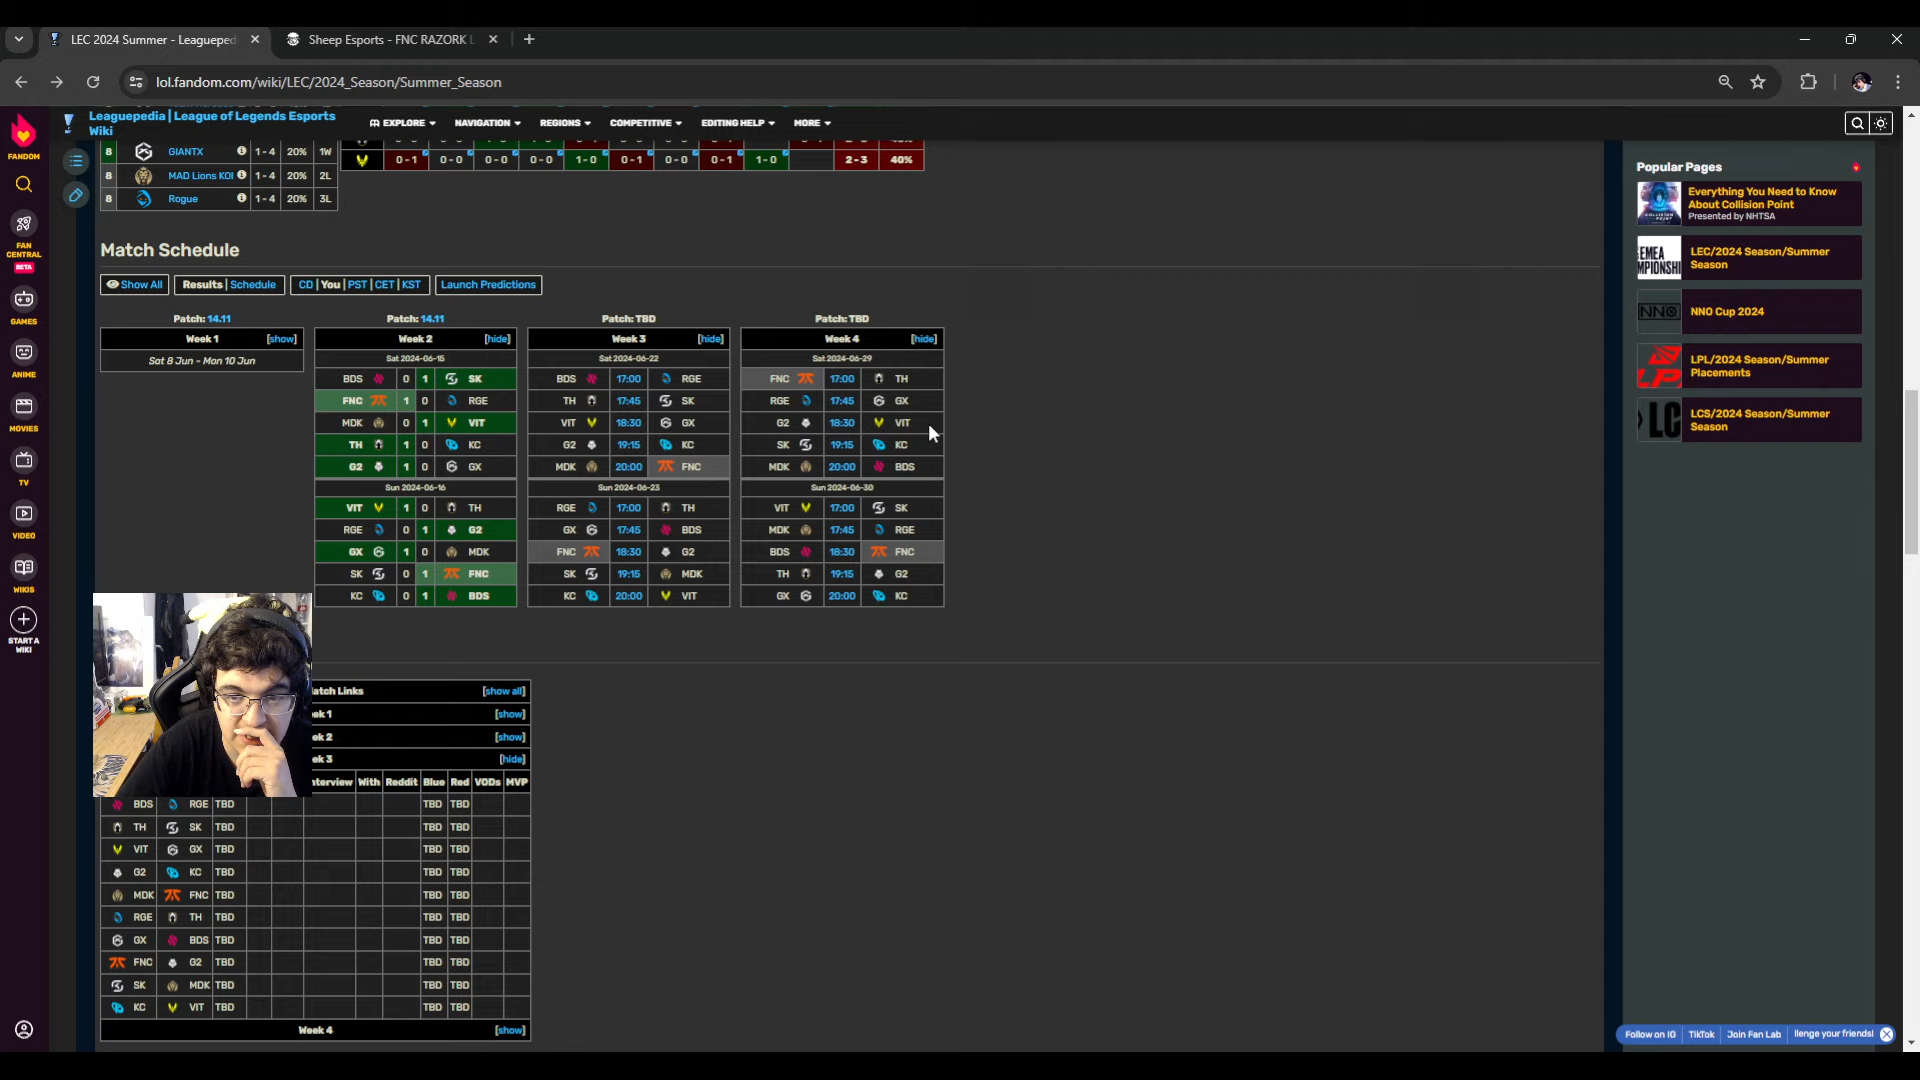 LEC 2024 Summer - Leaguepedi
Sheep Esports - FNC RAZORK L
lol.fandom.com/wiki/LEC/2024_Season/Summer_Season
FANDOM
FAN CENTRAL
BETA
GAMES
ANIME
MOVIES
TV
VIDEO
WIKIS
START A WIKI
Leaguepedia | League of Legends Esports
Wiki
EXPLORE NAVIGATION REGIONS COMPETITIVE EDITING HELP MORE
8 GIANTX 1 - 4 20% 1W
8 MAD Lions KOI 1 - 4 20% 2L
8 Rogue 1 - 4 20% 3L
0 - 1 0 - 0 0 - 0 0 - 0 1 - 0 0 - 1 0 - 0 0 - 1 1 - 0 2 - 3 40%
Match Schedule
Show All Results | Schedule CD | You | PST | CET | KST Launch Predictions
Patch: 14.11
Week 1 [show]
Sat 8 Jun - Mon 10 Jun
Patch: 14.11
Week 2 [hide]
Sat 2024-06-15
BDS 0 1 SK
FNC 1 0 RGE
MDK 0 1 VIT
TH 1 0 KC
G2 1 0 GX
Sun 2024-06-16
VIT 1 0 TH
RGE 0 1 G2
GX 1 0 MDK
SK 0 1 FNC
KC 0 1 BDS
Patch: TBD
Week 3 [hide]
Sat 2024-06-22
BDS 17:00 RGE
TH 17:45 SK
VIT 18:30 GX
G2 19:15 KC
MDK 20:00 FNC
Sun 2024-06-23
RGE 17:00 TH
GX 17:45 BDS
FNC 18:30 G2
SK 19:15 MDK
KC 20:00 VIT
Patch: TBD
Week 4 [hide]
Sat 2024-06-29
FNC 17:00 TH
RGE 17:45 GX
G2 18:30 VIT
SK 19:15 KC
MDK 20:00 BDS
Sun 2024-06-30
VIT 17:00 SK
MDK 17:45 RGE
BDS 18:30 FNC
TH 19:15 G2
GX 20:00 KC
atch Links [show all]
ek 1 [show]
ek 2 [show]
ek 3 [hide]
nterview With Reddit Blue Red VODs MVP
BDS RGE TBD TBD TBD
TH SK TBD TBD TBD
VIT GX TBD TBD TBD
G2 KC TBD TBD TBD
MDK FNC TBD TBD TBD
RGE TH TBD TBD TBD
GX BDS TBD TBD TBD
FNC G2 TBD TBD TBD
SK MDK TBD TBD TBD
KC VIT TBD TBD TBD
Week 4 [show]
Popular Pages
Everything You Need to Know
About Collision Point
Presented by NHTSA
EMEA
MPIONSHI
LEC/2024 Season/Summer
Season
NNO
NNO Cup 2024
LPL/2024 Season/Summer
Placements
LC
LCS/2024 Season/Summer
Season
Follow on IG TikTok Join Fan Lab llenge your friends!